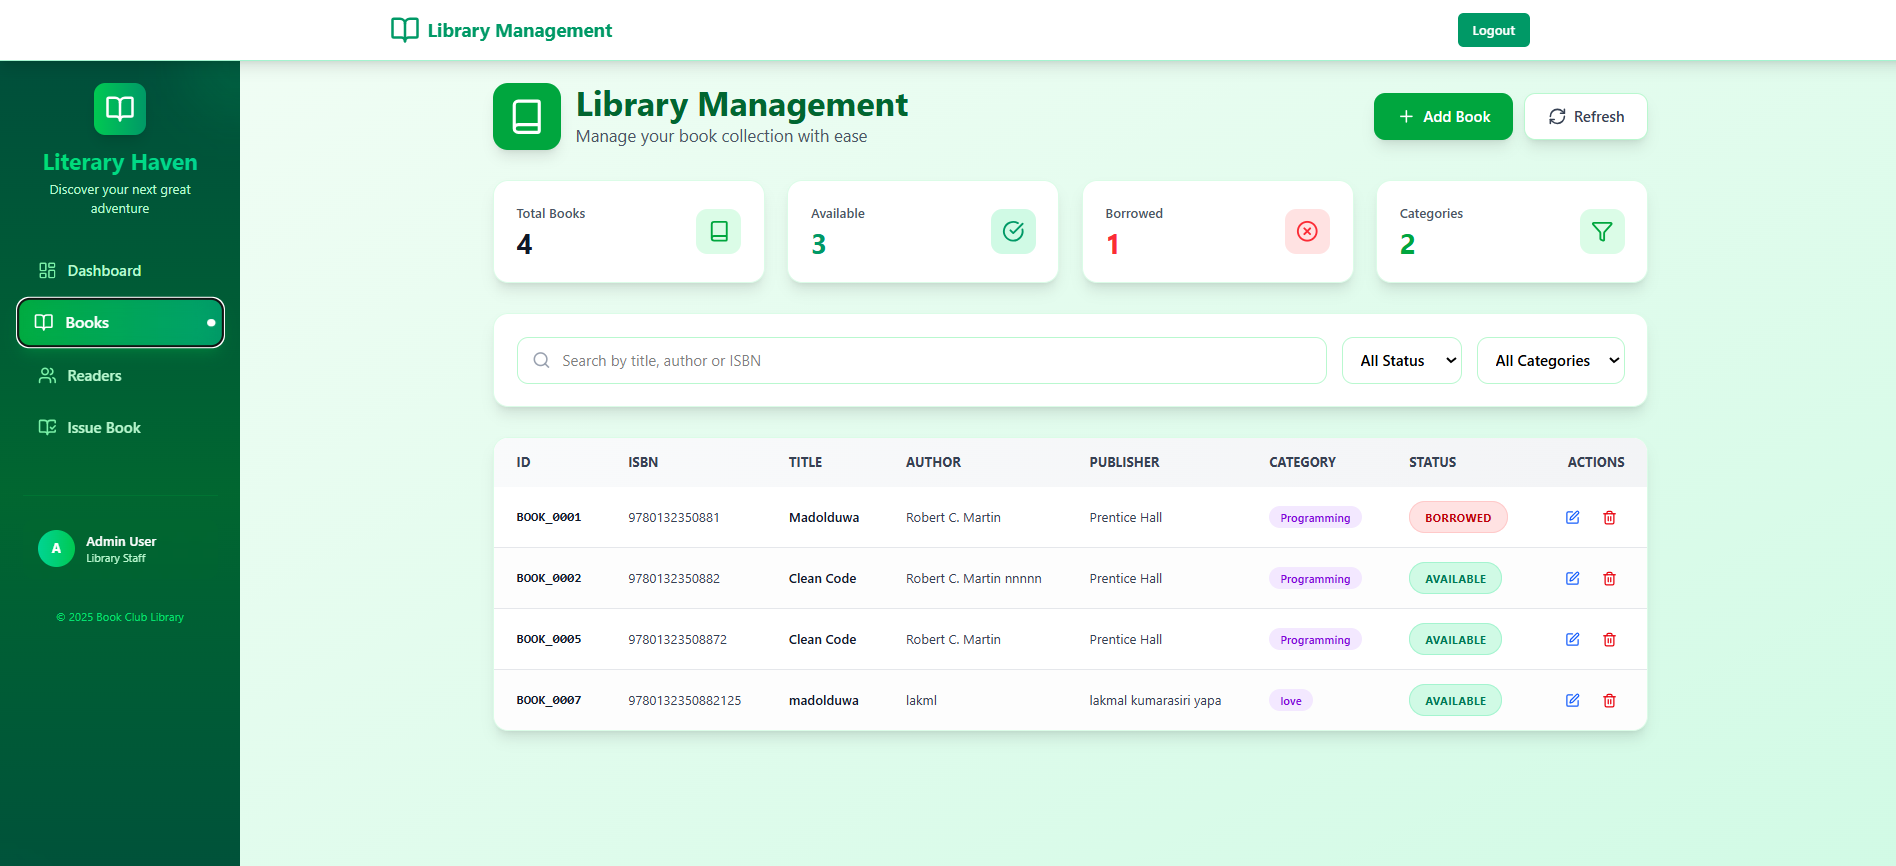 Library Management
Logout
Literary Haven
Discover your next great
adventure
Dashboard
Books
Readers
Issue Book
A
Admin User
Library Staff
© 2025 Book Club Library
Library Management
Manage your book collection with ease
Add Book
Refresh
Total Books
4
Available
3
Borrowed
1
Categories
2
Search by title, author or ISBN
All Status
All Categories
ID ISBN TITLE AUTHOR PUBLISHER CATEGORY STATUS ACTIONS
BOOK_0001 9780132350881 Madolduwa Robert C. Martin Prentice Hall Programming BORROWED
BOOK_0002 9780132350882 Clean Code Robert C. Martin nnnnn Prentice Hall Programming AVAILABLE
BOOK_0005 97801323508872 Clean Code Robert C. Martin Prentice Hall Programming AVAILABLE
BOOK_0007 9780132350882125 madolduwa lakml lakmal kumarasiri yapa love AVAILABLE